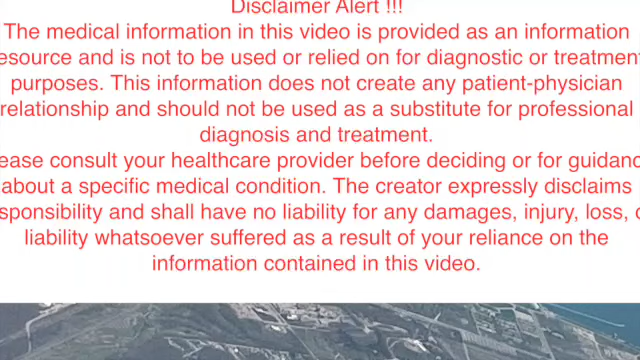 Disclaimer Alert !!!
The medical information in this video is provided as an information
esource and is not to be used or relied on for diagnostic or treatment
purposes. This information does not create any patient-physician
relationship and should not be used as a substitute for professional
diagnosis and treatment.
ease consult your healthcare provider before deciding or for guidanc
about a specific medical condition. The creator expressly disclaims
sponsibility and shall have no liability for any damages, injury, loss, o
liability whatsoever suffered as a result of your reliance on the
information contained in this video.